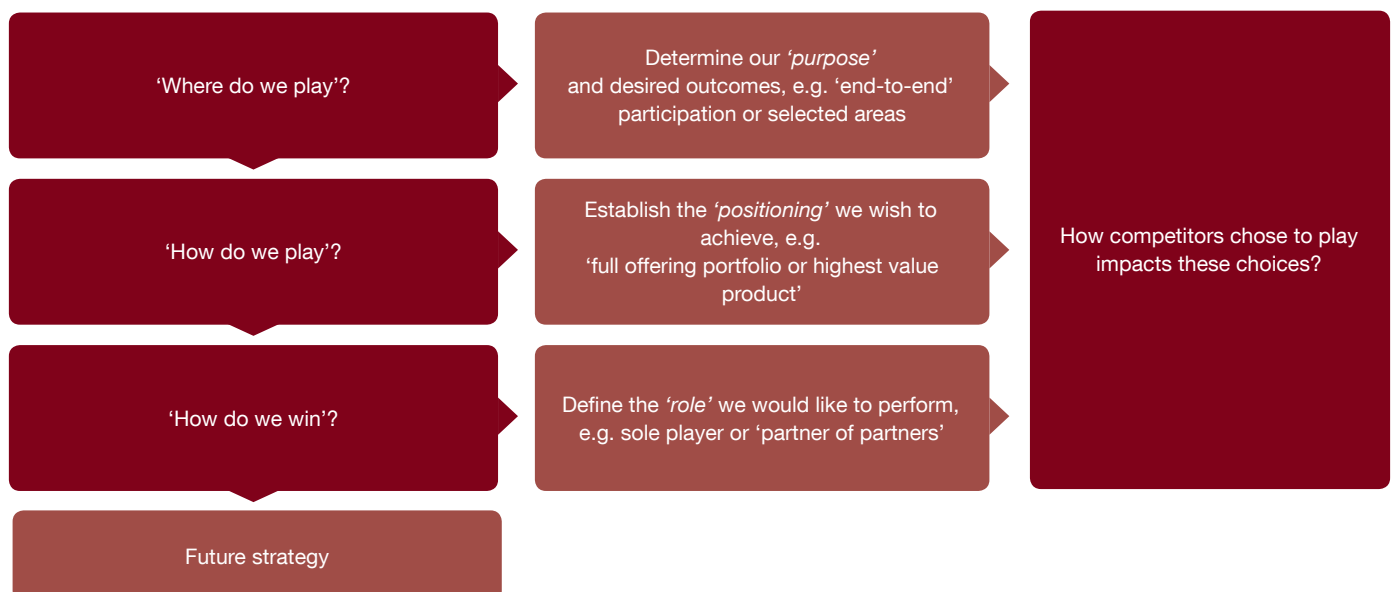 ‘Where do we play’?
Determine our ‘purpose’
and desired outcomes, e.g. ‘end-to-end’
participation or selected areas
‘How do we play’?
Establish the ‘positioning’ we wish to
achieve, e.g.
‘full offering portfolio or highest value
product’
‘How do we win’?
Define the ‘role’ we would like to perform,
e.g. sole player or ‘partner of partners’
How competitors chose to play
impacts these choices?
Future strategy